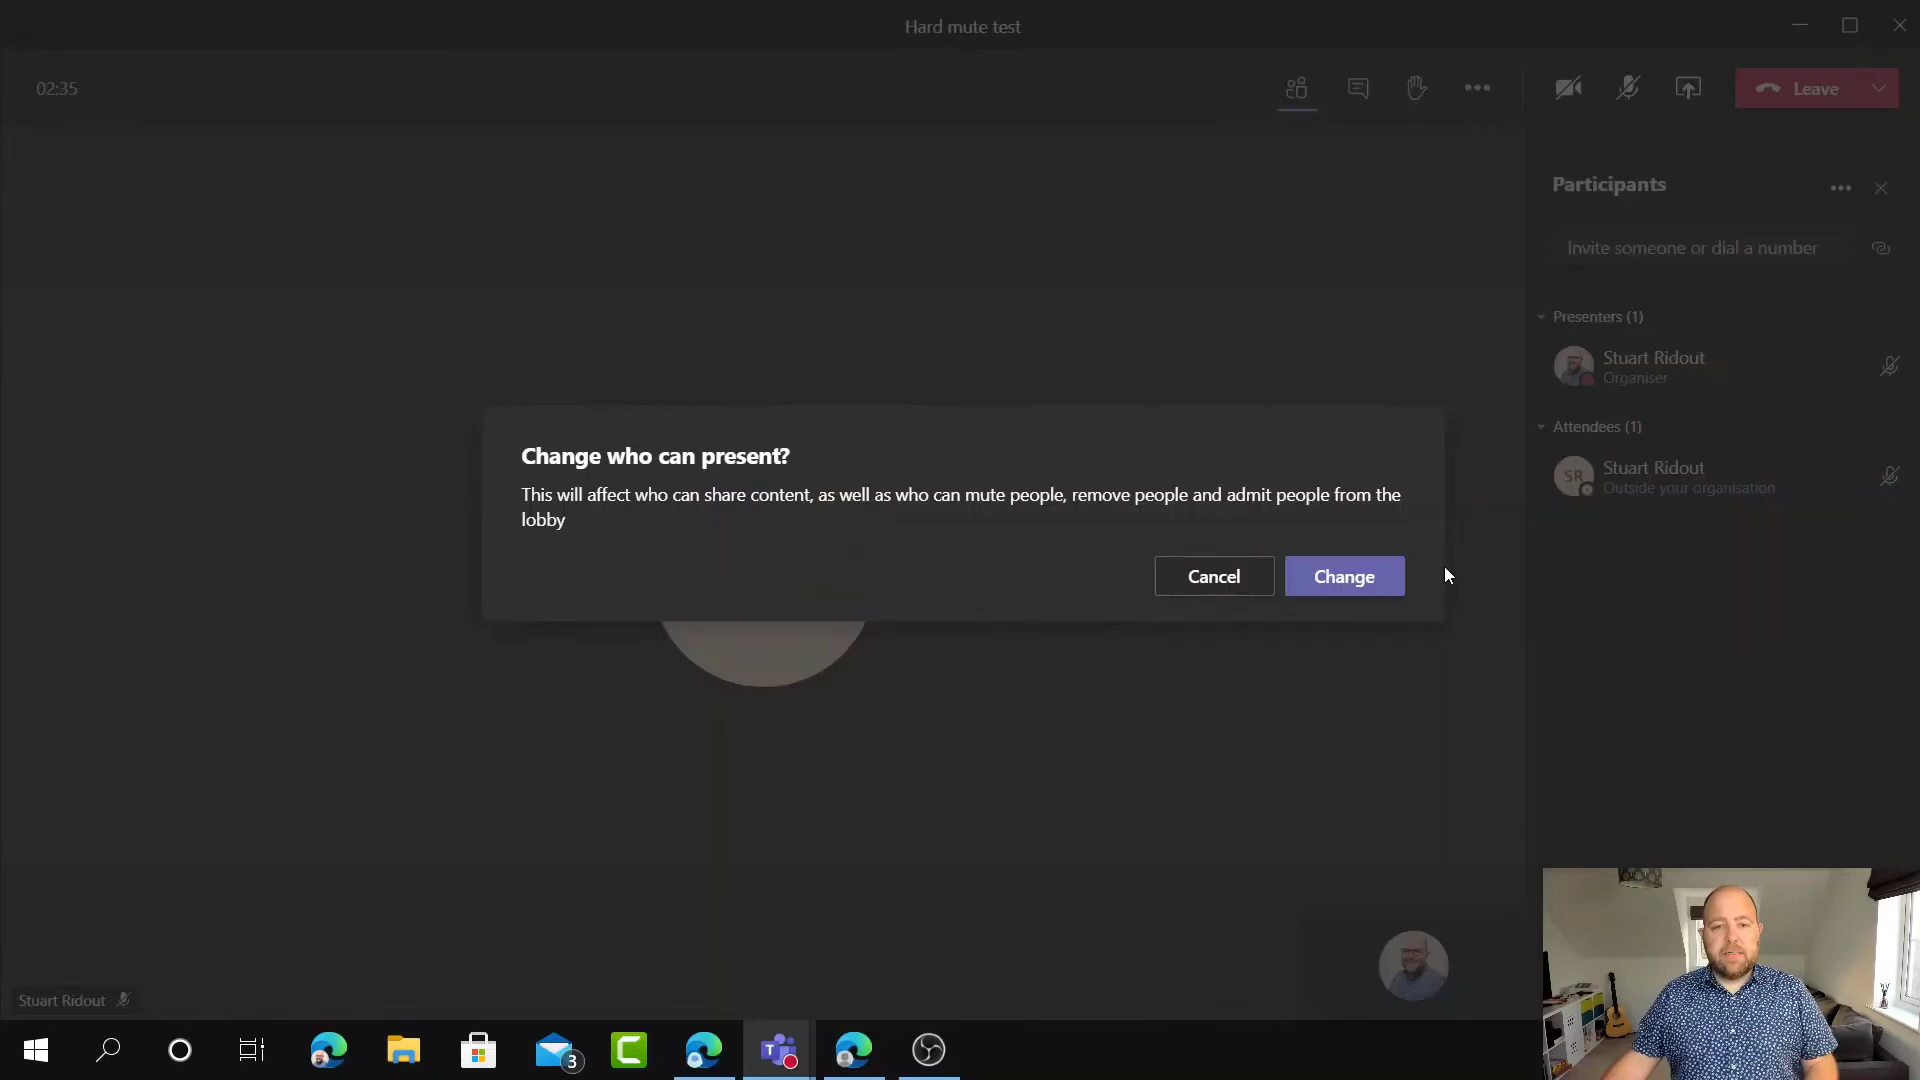 Hard mute test
02:35
Leave
Participants
Invite someone or dial a number
Presenters (1)
Stuart Ridout
Organiser
Attendees (1)
SR
Stuart Ridout
Outside your organisation
Change who can present?
This will affect who can share content, as well as who can mute people, remove people and admit people from the
lobby
Cancel
Change
Stuart Ridout
3
T